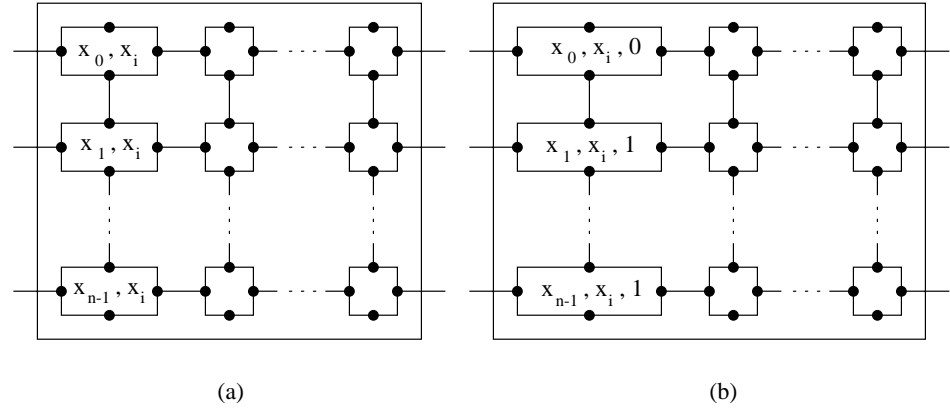 x0 , xi
x0 , xi , 0
x1 , xi
x1 , xi , 1
xn-1 , xi
xn-1 , xi , 1
(a)
(b)